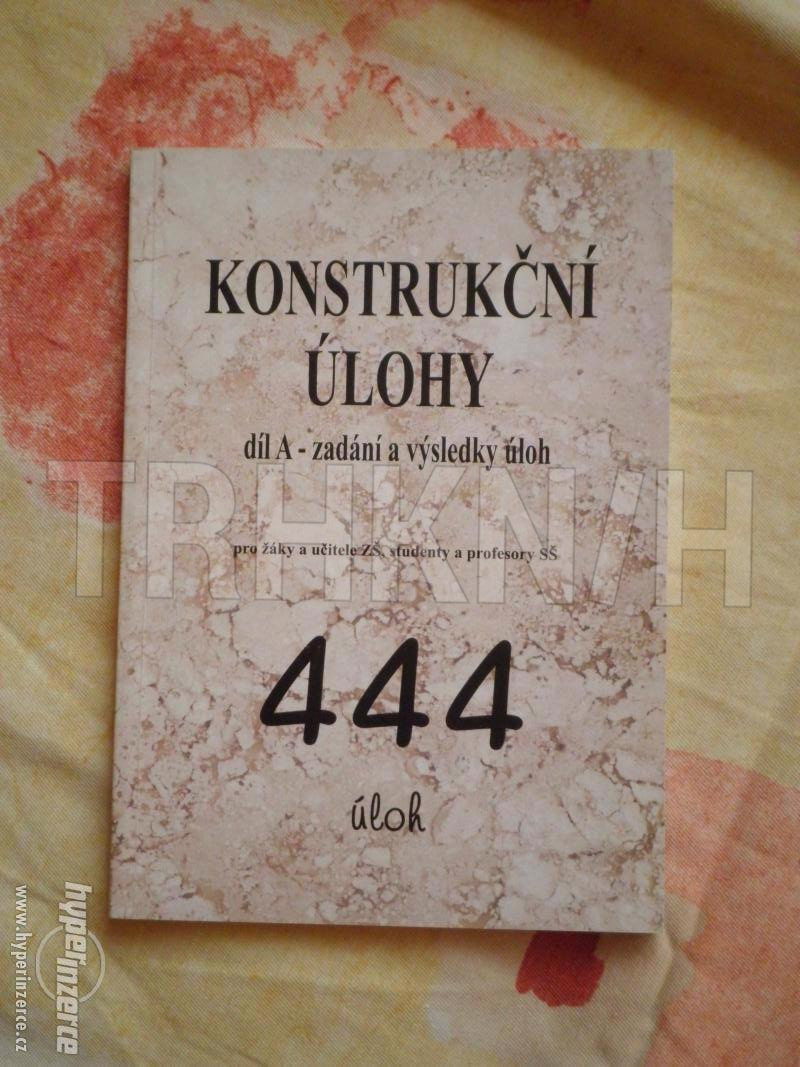 KONSTRUKČNÍ
ÚLOHY
díl A - zadání a výsledky úloh
TRHKNIH
pro žáky a učitele ZŠ, studenty a profesory SŠ
444
úloh
www.hyperinzerce.cz
hyperinzerce